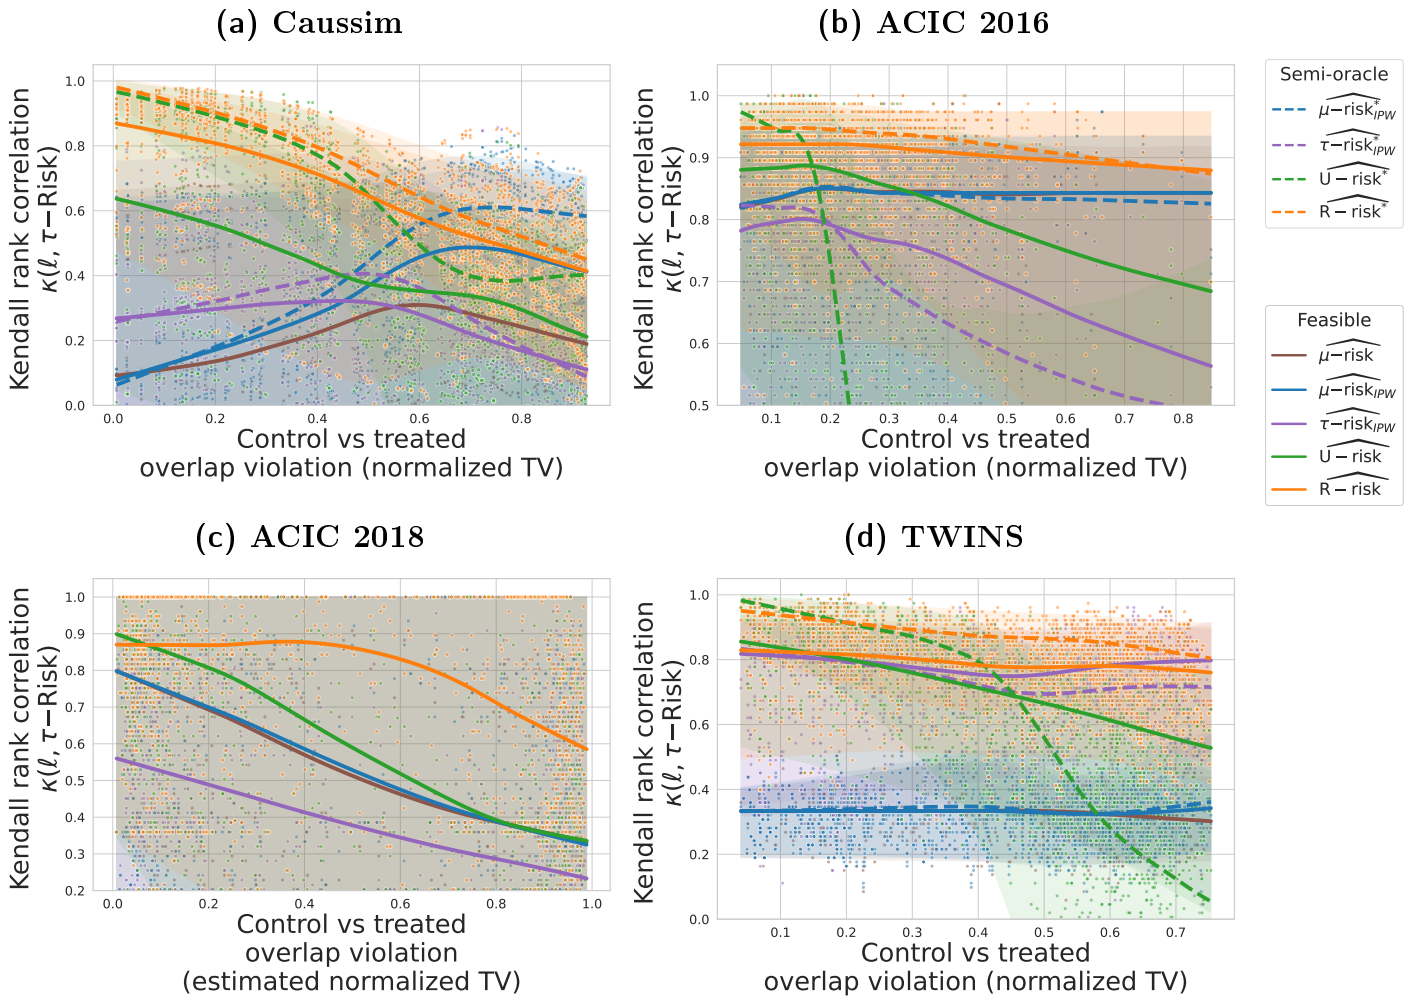 (a) Caussim
Kendall rank correlation
κ(ℓ, τ−Risk)
1.0
0.8
0.6
0.4
0.2
0.0
0.0 0.2 0.4 0.6 0.8
Control vs treated
overlap violation (normalized TV)
(b) ACIC 2016
Kendall rank correlation
κ(ℓ, τ−Risk)
1.0
0.9
0.8
0.7
0.6
0.5
0.1 0.2 0.3 0.4 0.5 0.6 0.7 0.8
Control vs treated
overlap violation (normalized TV)
Semi-oracle
μ−risk*IPW
τ−risk*IPW
U−risk*
R−risk*
Feasible
μ−risk
μ−riskIPW
τ−riskIPW
U−risk
R−risk
(c) ACIC 2018
Kendall rank correlation
κ(ℓ, τ−Risk)
1.0
0.9
0.8
0.7
0.6
0.5
0.4
0.3
0.2
0.0 0.2 0.4 0.6 0.8 1.0
Control vs treated
overlap violation
(estimated normalized TV)
(d) TWINS
Kendall rank correlation
κ(ℓ, τ−Risk)
1.0
0.8
0.6
0.4
0.2
0.0
0.1 0.2 0.3 0.4 0.5 0.6 0.7
Control vs treated
overlap violation (normalized TV)